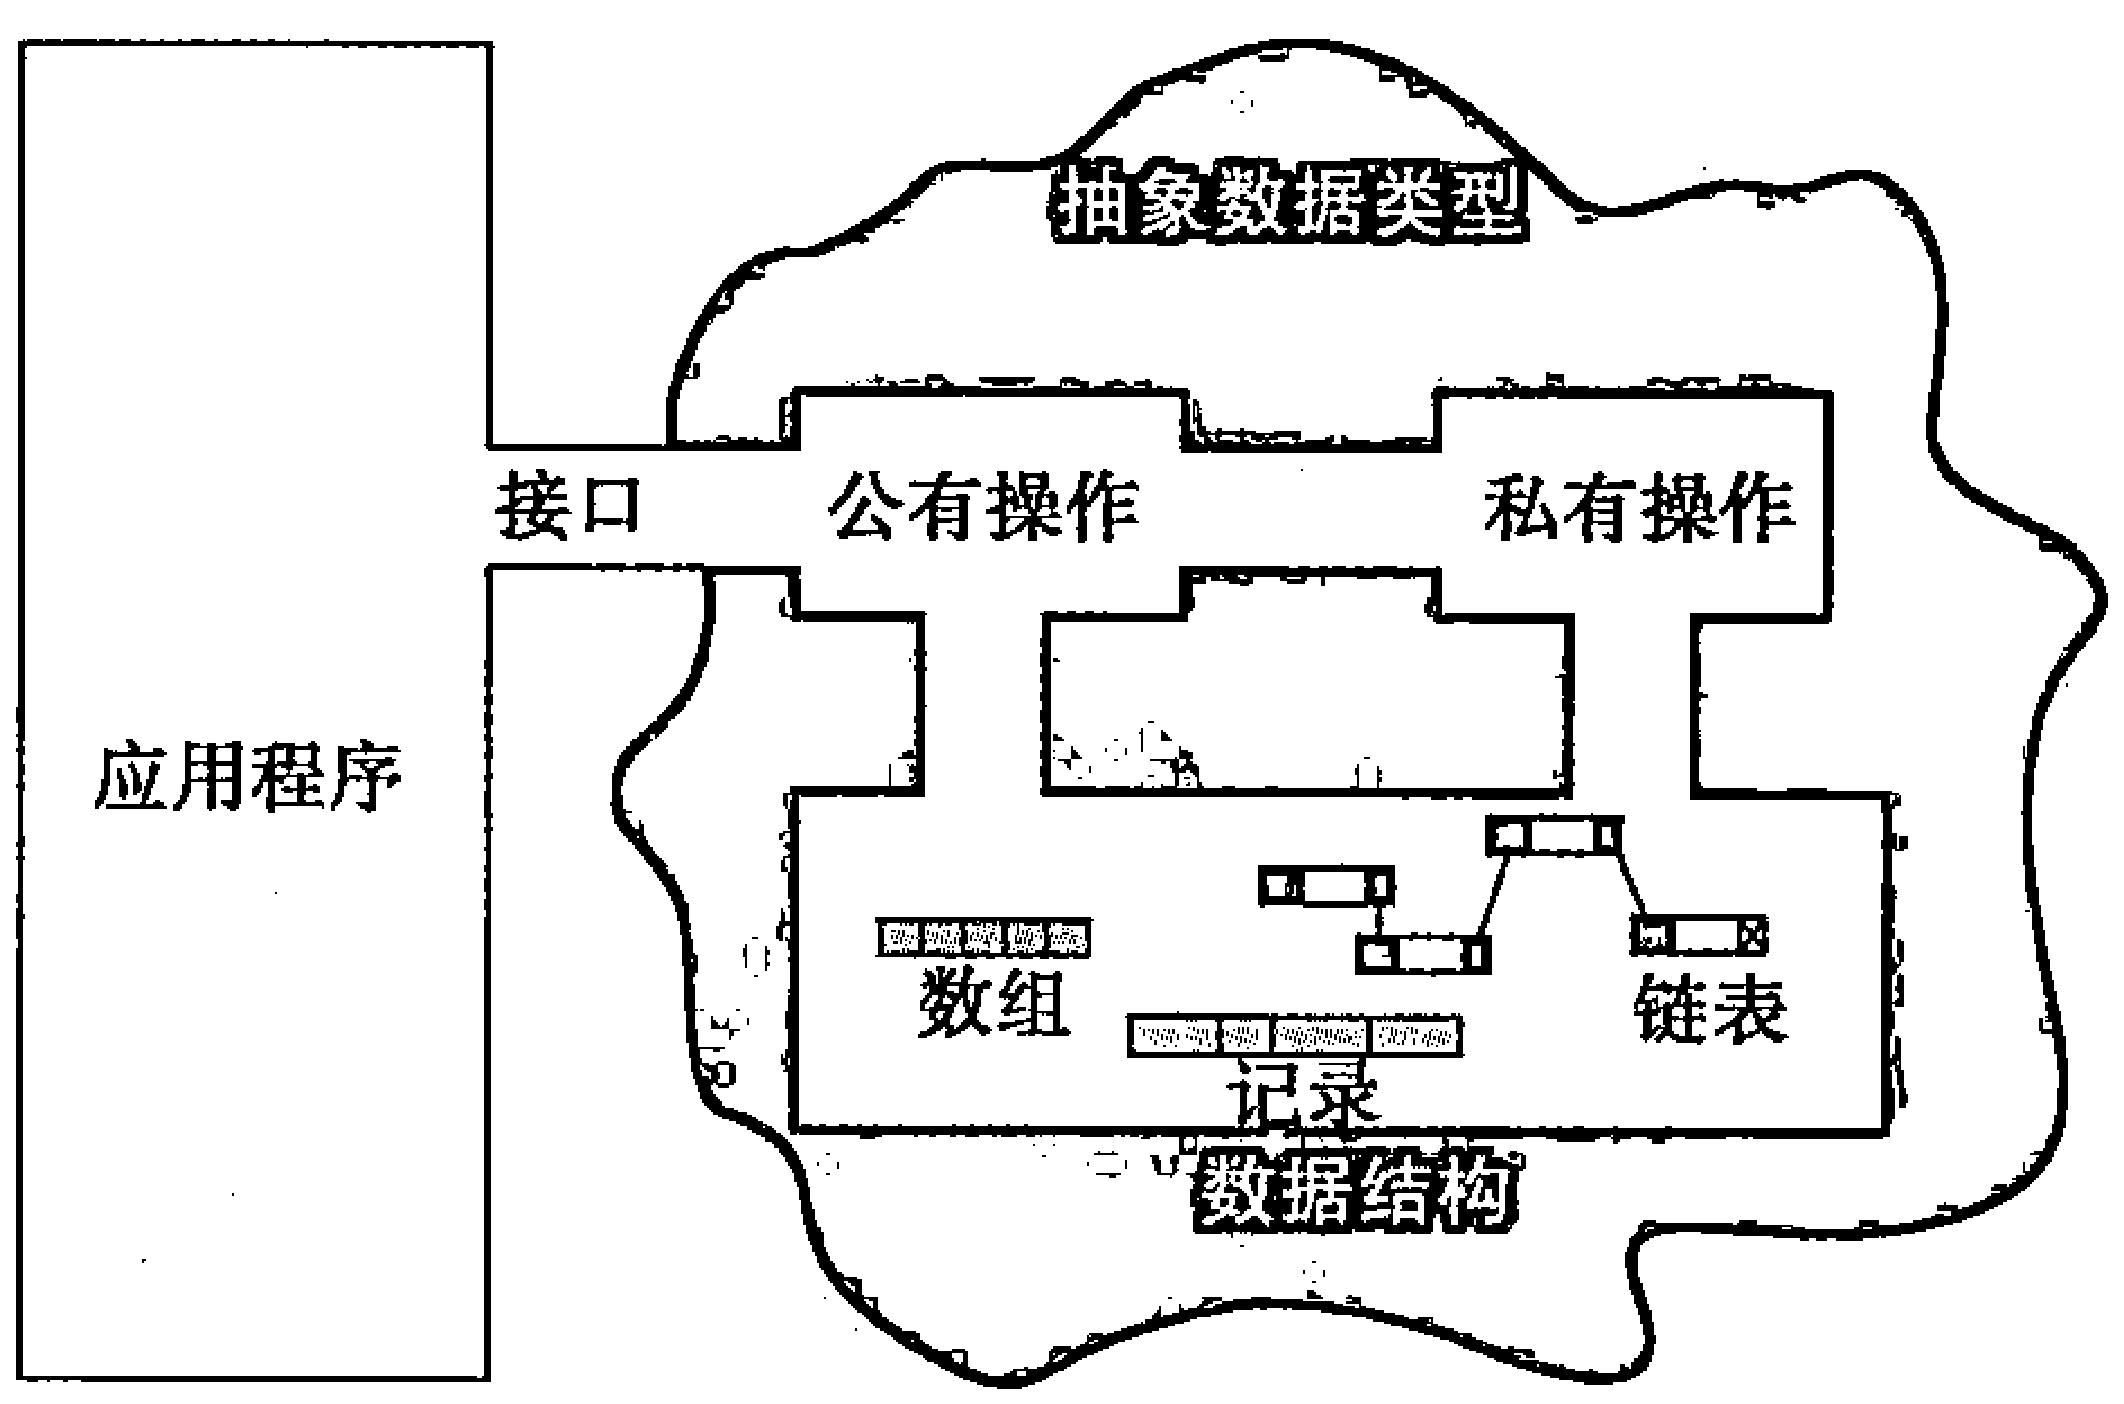 抽象数据类型
接口
公有操作
私有操作
应用程序
数组
链表
记录
数据结构